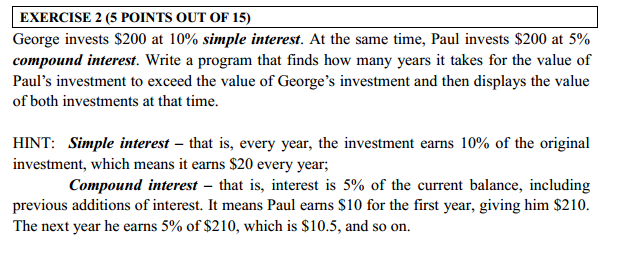 EXERCISE 2 (5 POINTS OUT OF 15)
George invests $200 at 10% simple interest. At the same time, Paul invests $200 at 5%
compound interest. Write a program that finds how many years it takes for the value of
Paul’s investment to exceed the value of George’s investment and then displays the value
of both investments at that time.
HINT: Simple interest – that is, every year, the investment earns 10% of the original
investment, which means it earns $20 every year;
Compound interest – that is, interest is 5% of the current balance, including
previous additions of interest. It means Paul earns $10 for the first year, giving him $210.
The next year he earns 5% of $210, which is $10.5, and so on.